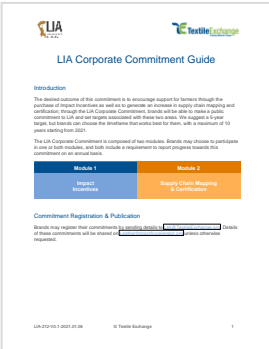 LIA
TextileExchange
LIA Corporate Commitment Guide
Introduction
The desired outcome of this commitment is to encourage support for farmers through the
purchase of Impact Incentives as well as to generate an increase in supply chain mapping and
certification; through the LIA Corporate Commitment, brands will be able to make a public
commitment to LIA and set targets associated with these two areas. We suggest a 5-year
target, but brands can choose the timeframe that works best for them, with a maximum of 10
years starting from 2021.
The LIA Corporate Commitment is composed of two modules. Brands may choose to participate
in one or both modules, and both include a requirement to report progress towards this
commitment on an annual basis.
Module 1
Module 2
Impact
Incentives
Supply Chain Mapping
& Certification
Commitment Registration & Publication
Brands may register their commitments by sending details to
Details
of these commitments will be shared on
unless otherwise
requested.
LIA-212-V0.1-2021.01.06
© Textile Exchange
1